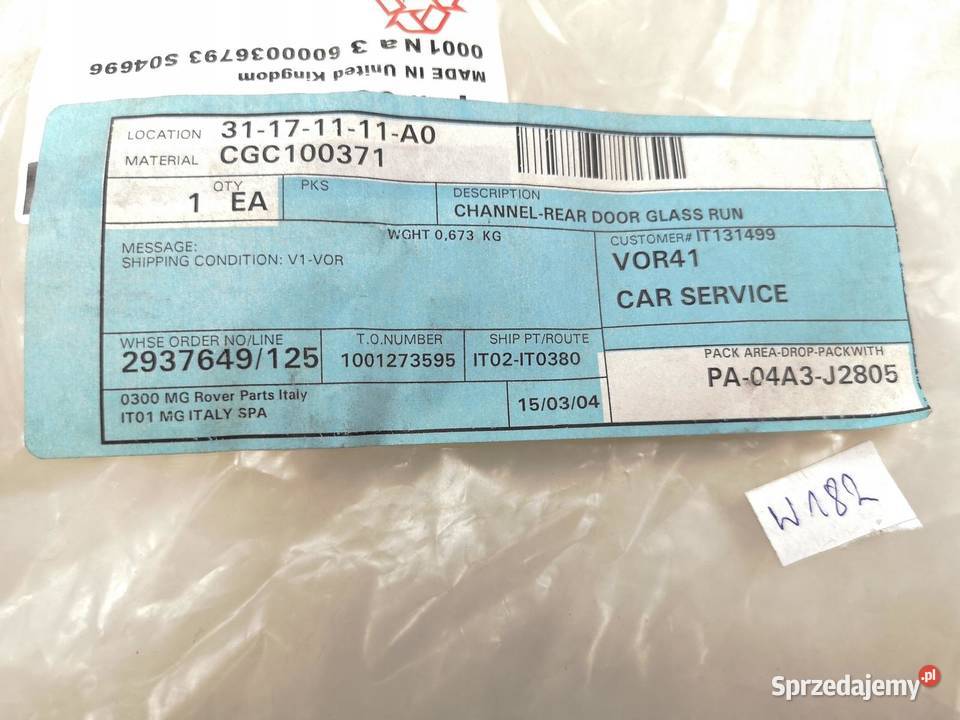 0001 N a 3 6000036793 S04696
MADE IN United Kingdom
LOCATION 31-17-11-11-A0
MATERIAL CGC100371
QTY
1 EA
PKS
DESCRIPTION
CHANNEL-REAR DOOR GLASS RUN
WGHT 0,673 KG
MESSAGE:
SHIPPING CONDITION: V1-VOR
CUSTOMER# IT131499
VOR41
CAR SERVICE
WHSE ORDER NO/LINE
2937649/125
T.O.NUMBER
1001273595
SHIP PT/ROUTE
IT02-IT0380
PACK AREA-DROP-PACKWITH
PA-04A3-J2805
0300 MG Rover Parts Italy
IT01 MG ITALY SPA
15/03/04
W182
Sprzedajemy.pl